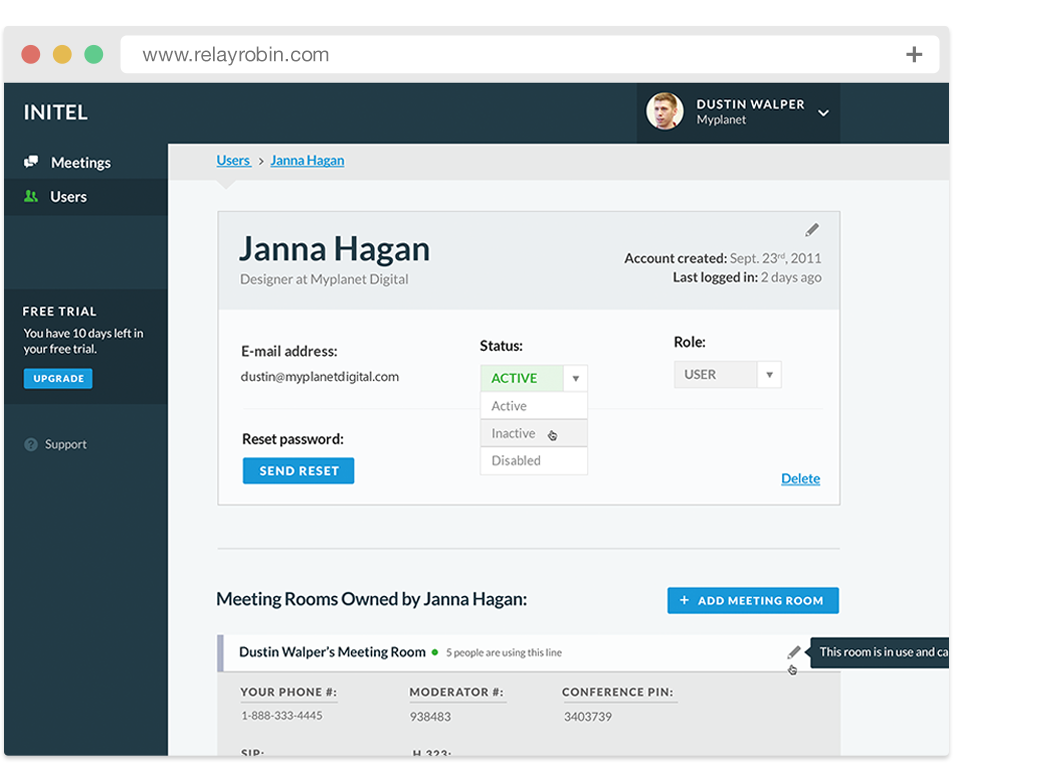 www.relayrobin.com +
INITEL
DUSTIN WALPER
Myplanet
Meetings
Users
Users > Janna Hagan
Janna Hagan
Designer at Myplanet Digital
Account created: Sept. 23rd, 2011
Last logged in: 2 days ago
FREE TRIAL
You have 10 days left in
your free trial.
UPGRADE
? Support
E-mail address:
dustin@myplanetdigital.com
Status:
ACTIVE
Active
Inactive
Disabled
Role:
USER
Reset password:
SEND RESET
Delete
Meeting Rooms Owned by Janna Hagan:
+ ADD MEETING ROOM
Dustin Walper's Meeting Room 5 people are using this line
This room is in use and ca
YOUR PHONE #: MODERATOR #: CONFERENCE PIN:
1-888-333-4445 938483 3403739
SIP: H.323: